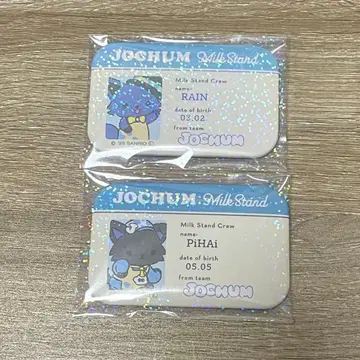 JOCHUM Milk Stand
Milk Stand Crew
name:
RAIN
date of birth
03.02
from team
JOCHUM
JOCHUM Milk Stand
Milk Stand Crew
name:
PiHAi
date of birth
05.05
from team
JOCHUM